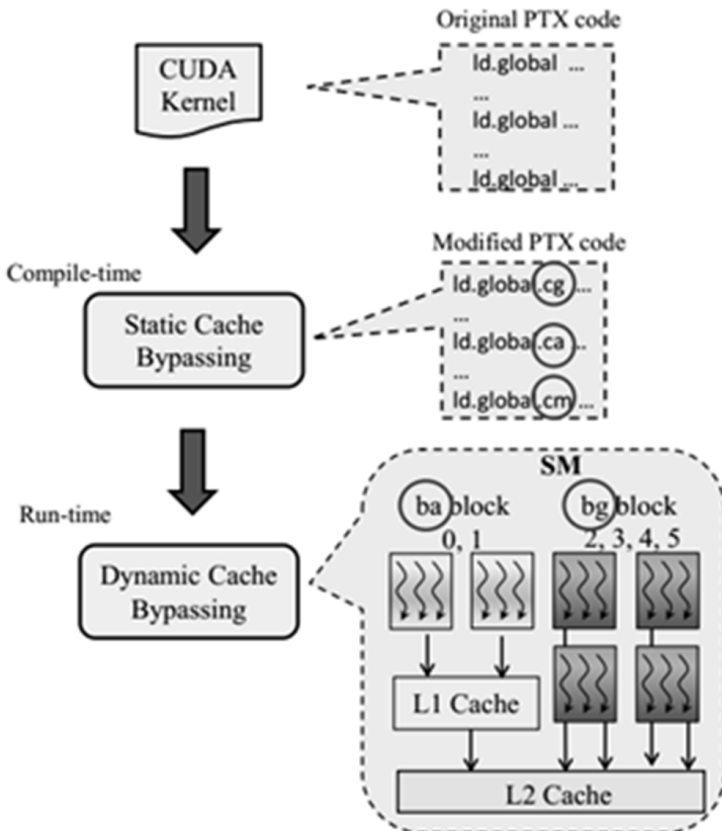 Original PTX code
CUDA
Kernel
ld.global ...
...
ld.global ...
...
ld.global ...
Compile-time
Modified PTX code
Static Cache
Bypassing
ld.global .cg ...
...
ld.global .ca ..
...
ld.global .cm ...
Run-time
Dynamic Cache
Bypassing
SM
ba block
0, 1
bg block
2, 3, 4, 5
L1 Cache
L2 Cache